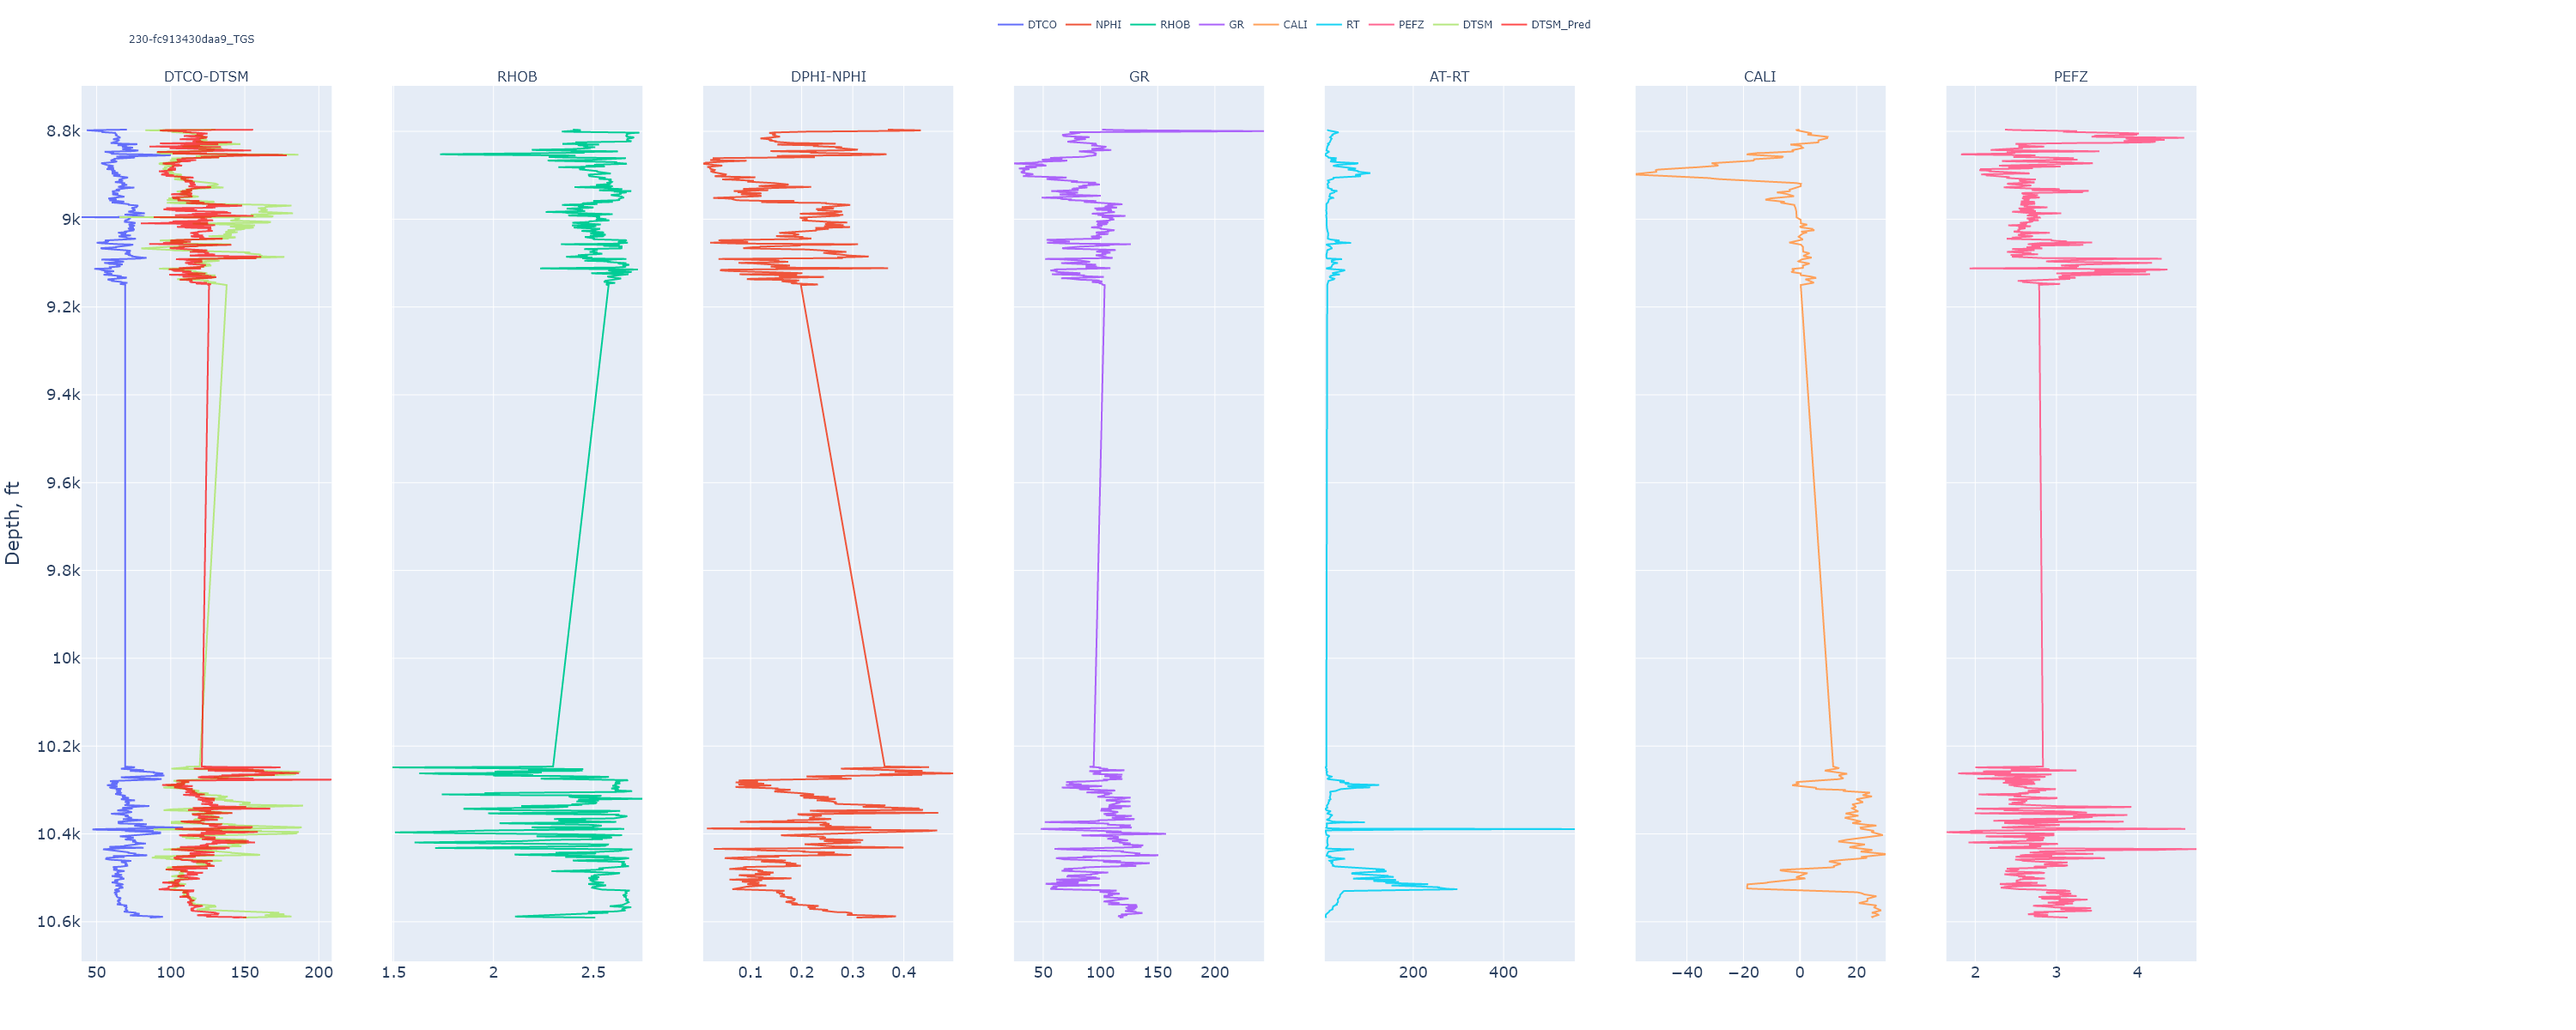 DTCO NPHI RHOB GR CALI RT PEFZ DTSM DTSM_Pred
230-fc913430daa9_TGS
DTCO-DTSM RHOB DPHI-NPHI GR AT-RT CALI PEFZ
Depth, ft
8.8k
9k
9.2k
9.4k
9.6k
9.8k
10k
10.2k
10.4k
10.6k
50 100 150 200 1.5 2 2.5 0.1 0.2 0.3 0.4 50 100 150 200 200 400 −40 −20 0 20 2 3 4